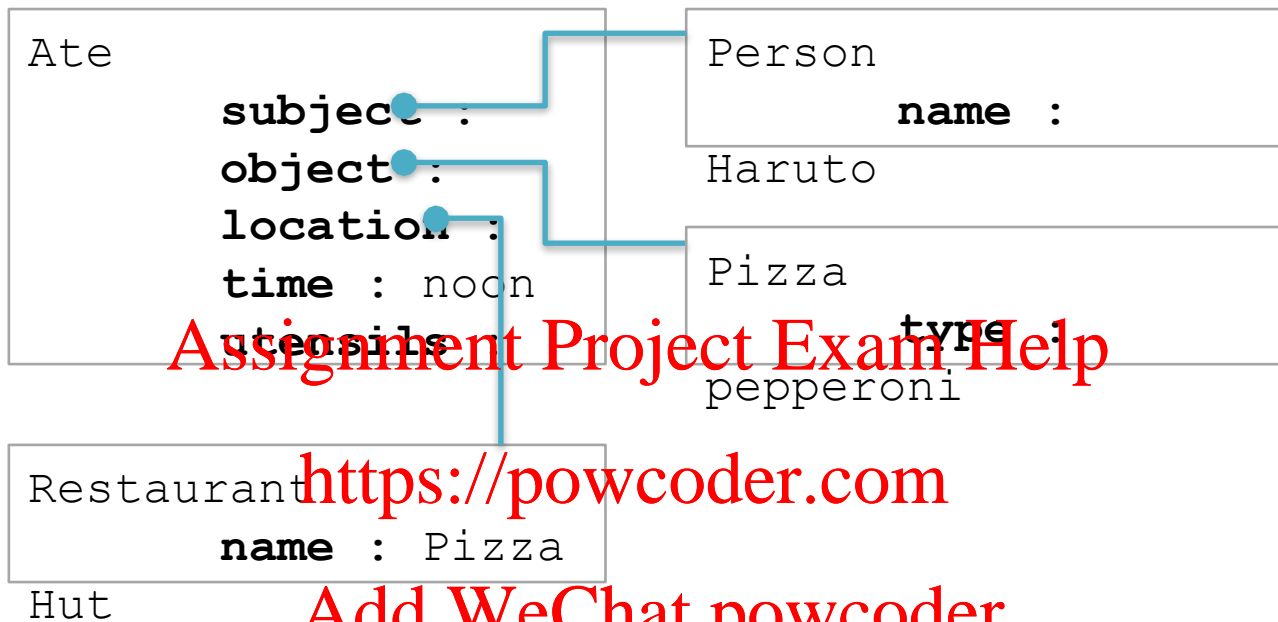 Ate
subject :
object :
location :
time : noon
utensils :
Person
name :
Haruto
Pizza
type :
pepperoni
Restaurant
name : Pizza
Hut
Assignment Project Exam Help
https://powcoder.com
Add WeChat powcoder